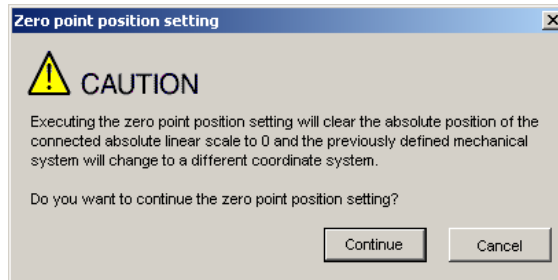 Zero point position setting
CAUTION
Executing the zero point position setting will clear the absolute position of the
connected absolute linear scale to 0 and the previously defined mechanical
system will change to a different coordinate system.
Do you want to continue the zero point position setting?
Continue
Cancel